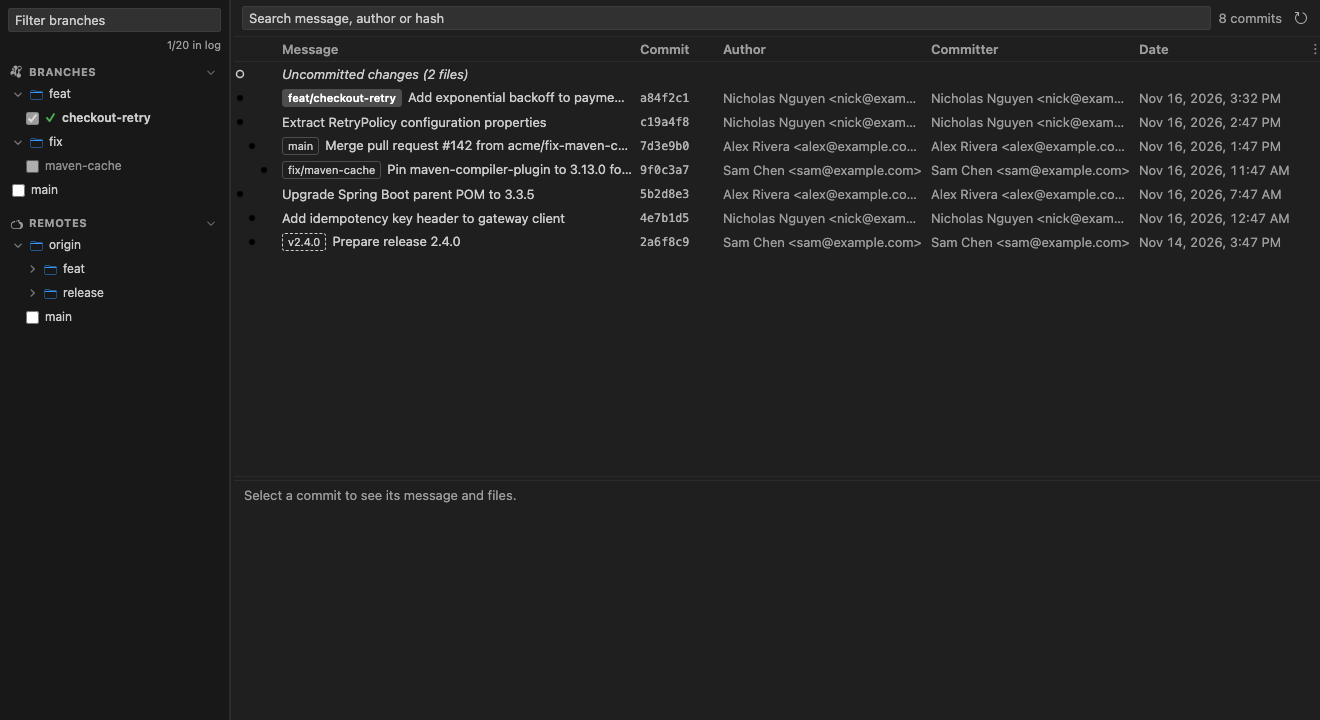 Filter branches
1/20 in log
BRANCHES
feat
checkout-retry
fix
maven-cache
main
REMOTES
origin
feat
release
main
Search message, author or hash
8 commits
Message Commit Author Committer Date
Uncommitted changes (2 files)
feat/checkout-retry Add exponential backoff to payme... a84f2c1 Nicholas Nguyen <nick@exam... Nicholas Nguyen <nick@exam... Nov 16, 2026, 3:32 PM
Extract RetryPolicy configuration properties c19a4f8 Nicholas Nguyen <nick@exam... Nicholas Nguyen <nick@exam... Nov 16, 2026, 2:47 PM
main Merge pull request #142 from acme/fix-maven-c... 7d3e9b0 Alex Rivera <alex@example.co... Alex Rivera <alex@example.co... Nov 16, 2026, 1:47 PM
fix/maven-cache Pin maven-compiler-plugin to 3.13.0 fo... 9f0c3a7 Sam Chen <sam@example.com> Sam Chen <sam@example.com> Nov 16, 2026, 11:47 AM
Upgrade Spring Boot parent POM to 3.3.5 5b2d8e3 Alex Rivera <alex@example.co... Alex Rivera <alex@example.co... Nov 16, 2026, 7:47 AM
Add idempotency key header to gateway client 4e7b1d5 Nicholas Nguyen <nick@exam... Nicholas Nguyen <nick@exam... Nov 16, 2026, 12:47 AM
v2.4.0 Prepare release 2.4.0 2a6f8c9 Sam Chen <sam@example.com> Sam Chen <sam@example.com> Nov 14, 2026, 3:47 PM
Select a commit to see its message and files.